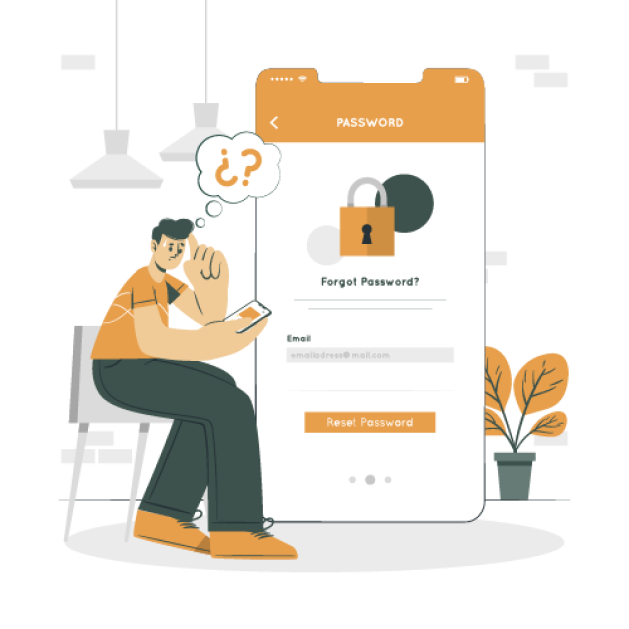 PASSWORD
¿?
Forgot Password?
Email
emailadress@mail.com
Reset Password